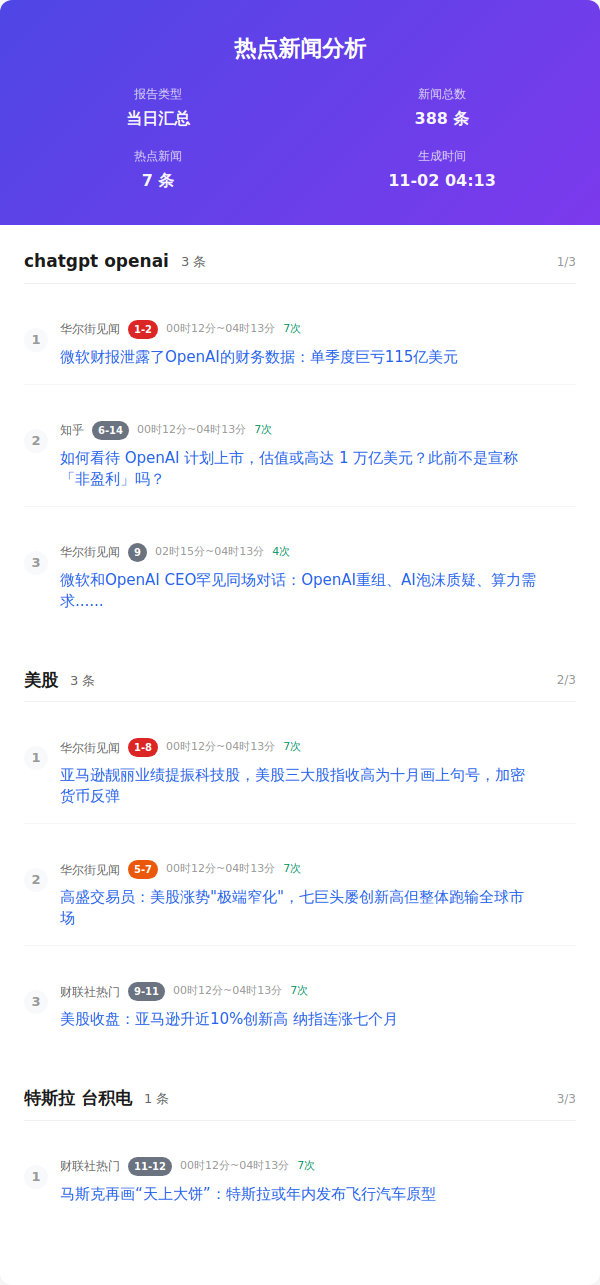 热点新闻分析
报告类型
当日汇总
新闻总数
388 条
热点新闻
7 条
生成时间
11-02 04:13
chatgpt openai 3 条 1/3
1
华尔街见闻 1-2 00时12分~04时13分 7次
微软财报泄露了OpenAI的财务数据：单季度巨亏115亿美元
2
知乎 6-14 00时12分~04时13分 7次
如何看待 OpenAI 计划上市，估值或高达 1 万亿美元？此前不是宣称
「非盈利」吗？
3
华尔街见闻 9 02时15分~04时13分 4次
微软和OpenAI CEO罕见同场对话：OpenAI重组、AI泡沫质疑、算力需
求……
美股 3 条 2/3
1
华尔街见闻 1-8 00时12分~04时13分 7次
亚马逊靓丽业绩提振科技股，美股三大股指收高为十月画上句号，加密
货币反弹
2
华尔街见闻 5-7 00时12分~04时13分 7次
高盛交易员：美股涨势"极端窄化"，七巨头屡创新高但整体跑输全球市
场
3
财联社热门 9-11 00时12分~04时13分 7次
美股收盘：亚马逊升近10%创新高 纳指连涨七个月
特斯拉 台积电 1 条 3/3
1
财联社热门 11-12 00时12分~04时13分 7次
马斯克再画“天上大饼”：特斯拉或年内发布飞行汽车原型